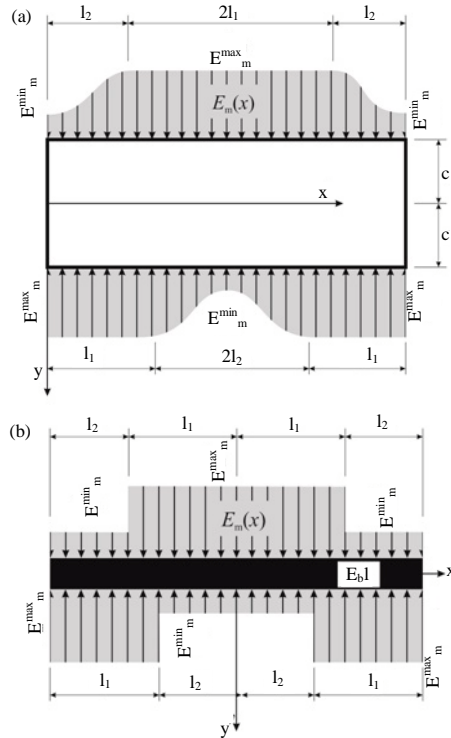 (a)
l₂ 2l₁ l₂
E^max_m
E^min_m
E_m(x)
E^min_m
x
c
c
E^max_m
E^min_m
E^max_m
l₁ 2l₂ l₁
y
(b)
l₂ l₁ l₁ l₂
E^max_m
E^min_m
E_m(x)
E^min_m
E_bl
x
E^max_m
E^min_m
E^max_m
l₁ l₂ l₂ l₁
y